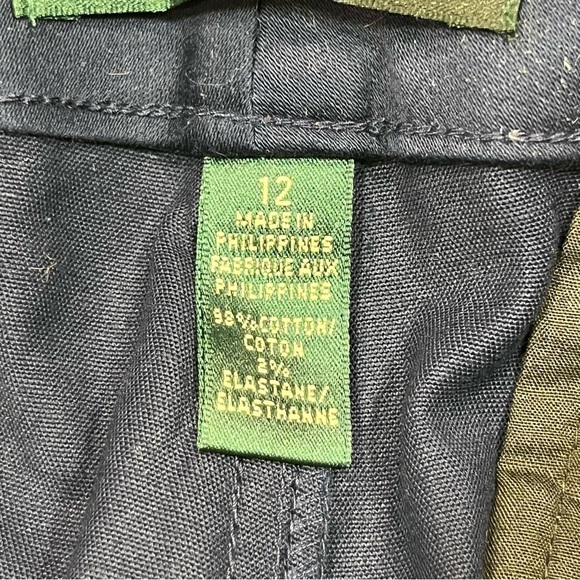 12
MADE IN
PHILIPPINES
FABRIQUE AUX
PHILIPPINES
98% COTTON/
COTON
2%
ELASTANE/
ELASTHANNE